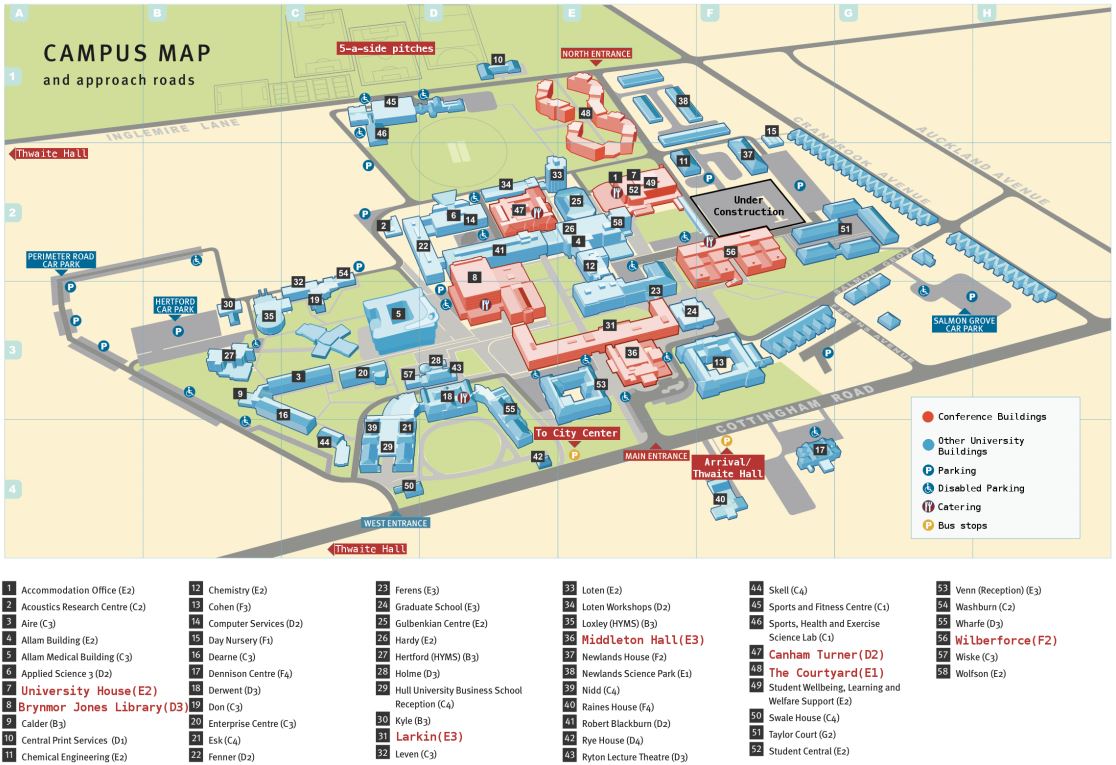 A B C D E F G H
CAMPUS MAP
and approach roads
5-a-side pitches
NORTH ENTRANCE
10
1
45
46
48
38
15
INGLEMIRE LANE
CRANBROOK AVENUE
AUCKLAND AVENUE
Thwaite Hall
11
37
33
1 7
52 49
34
2
47
25
Under
Construction
6 14
2
26
58
22
41
4
56
51
12
PERIMETER ROAD
CAR PARK
54
32
8
23
HERTFORD
CAR PARK
30
19
35
5
24
SALMON GROVE
SALMON GROVE
CAR PARK
3
31
27
36
28
43
13
3
20
57
9
18
53
16
55
COTTINGHAM ROAD
39 21
44
29
To City Center
42
MAIN ENTRANCE
Arrival/
Thwaite Hall
17
4
50
40
WEST ENTRANCE
Thwaite Hall
Conference Buildings
Other University
Buildings
P Parking
Disabled Parking
Catering
P Bus stops
1 Accommodation Office (E2)
2 Acoustics Research Centre (C2)
3 Aire (C3)
4 Allam Building (E2)
5 Allam Medical Building (C3)
6 Applied Science 3 (D2)
7 University House(E2)
8 Brynmor Jones Library(D3)
9 Calder (B3)
10 Central Print Services (D1)
11 Chemical Engineering (E2)
12 Chemistry (E2)
13 Cohen (F3)
14 Computer Services (D2)
15 Day Nursery (F1)
16 Dearne (C3)
17 Dennison Centre (F4)
18 Derwent (D3)
19 Don (C3)
20 Enterprise Centre (C3)
21 Esk (C4)
22 Fenner (D2)
23 Ferens (E3)
24 Graduate School (E3)
25 Gulbenkian Centre (E2)
26 Hardy (E2)
27 Hertford (HYMS) (B3)
28 Holme (D3)
29 Hull University Business School
Reception (C4)
30 Kyle (B3)
31 Larkin(E3)
32 Leven (C3)
33 Loten (E2)
34 Loten Workshops (D2)
35 Loxley (HYMS) (B3)
36 Middleton Hall(E3)
37 Newlands House (F2)
38 Newlands Science Park (E1)
39 Nidd (C4)
40 Raines House (F4)
41 Robert Blackburn (D2)
42 Rye House (D4)
43 Ryton Lecture Theatre (D3)
44 Skell (C4)
45 Sports and Fitness Centre (C1)
46 Sports, Health and Exercise
Science Lab (C1)
47 Canham Turner(D2)
48 The Courtyard(E1)
49 Student Wellbeing, Learning and
Welfare Support (E2)
50 Swale House (C4)
51 Taylor Court (G2)
52 Student Central (E2)
53 Venn (Reception) (E3)
54 Washburn (C2)
55 Wharfe (D3)
56 Wilberforce(F2)
57 Wiske (C3)
58 Wolfson (E2)